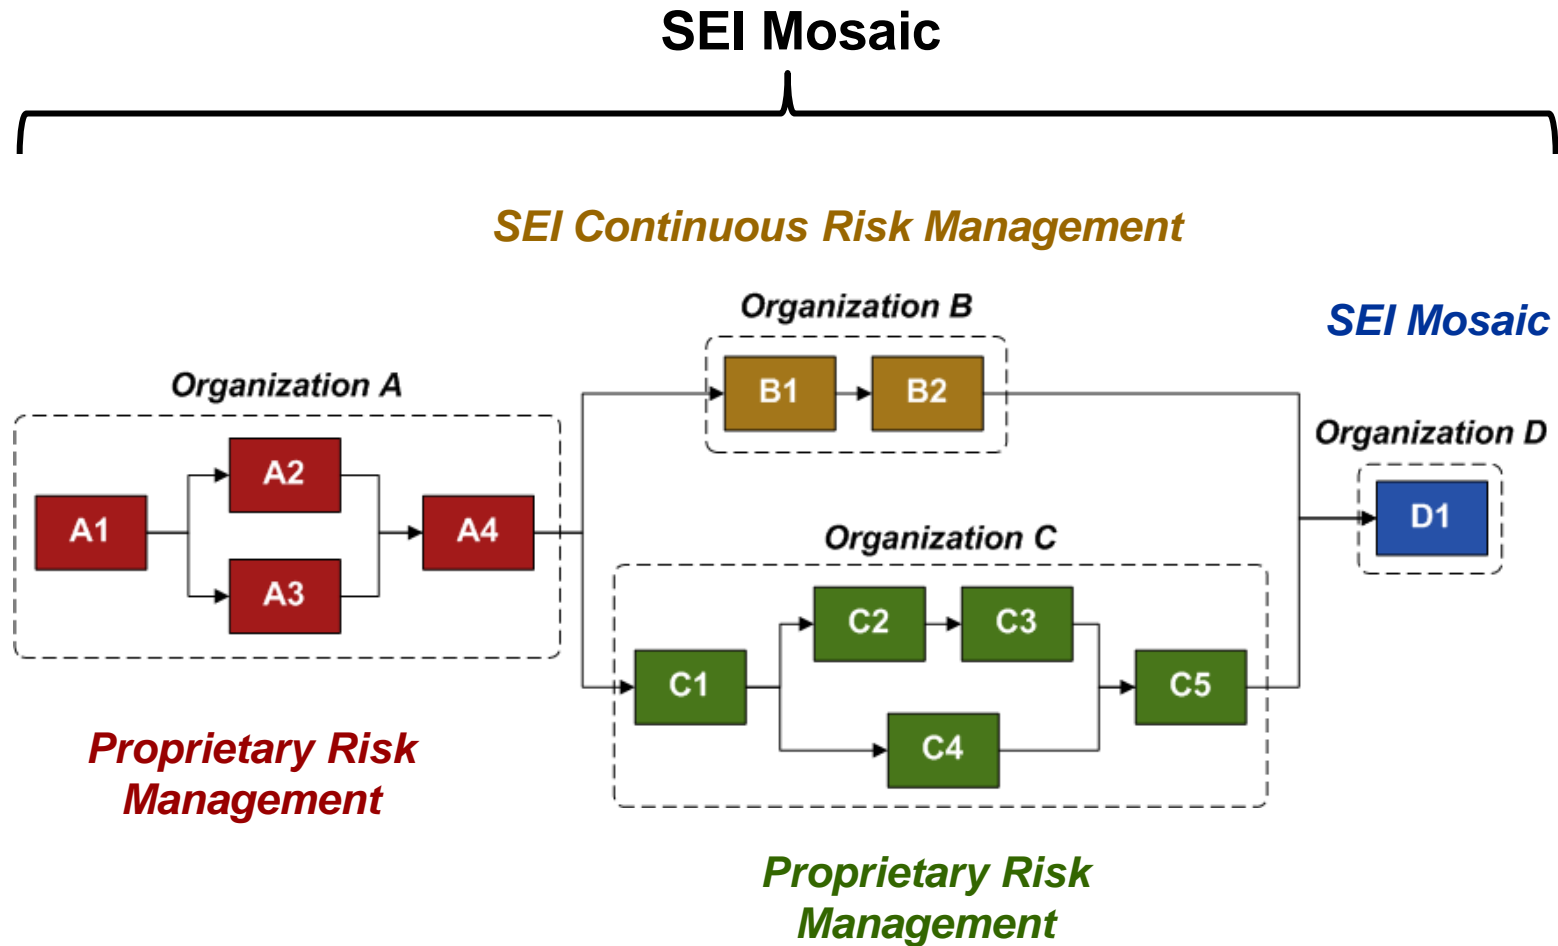 SEI Mosaic
SEI Continuous Risk Management
Organization B
SEI Mosaic
Organization A
B1
B2
Organization D
A2
A1
A4
D1
Organization C
A3
C2
C3
C1
C5
C4
Proprietary Risk
Management
Proprietary Risk
Management